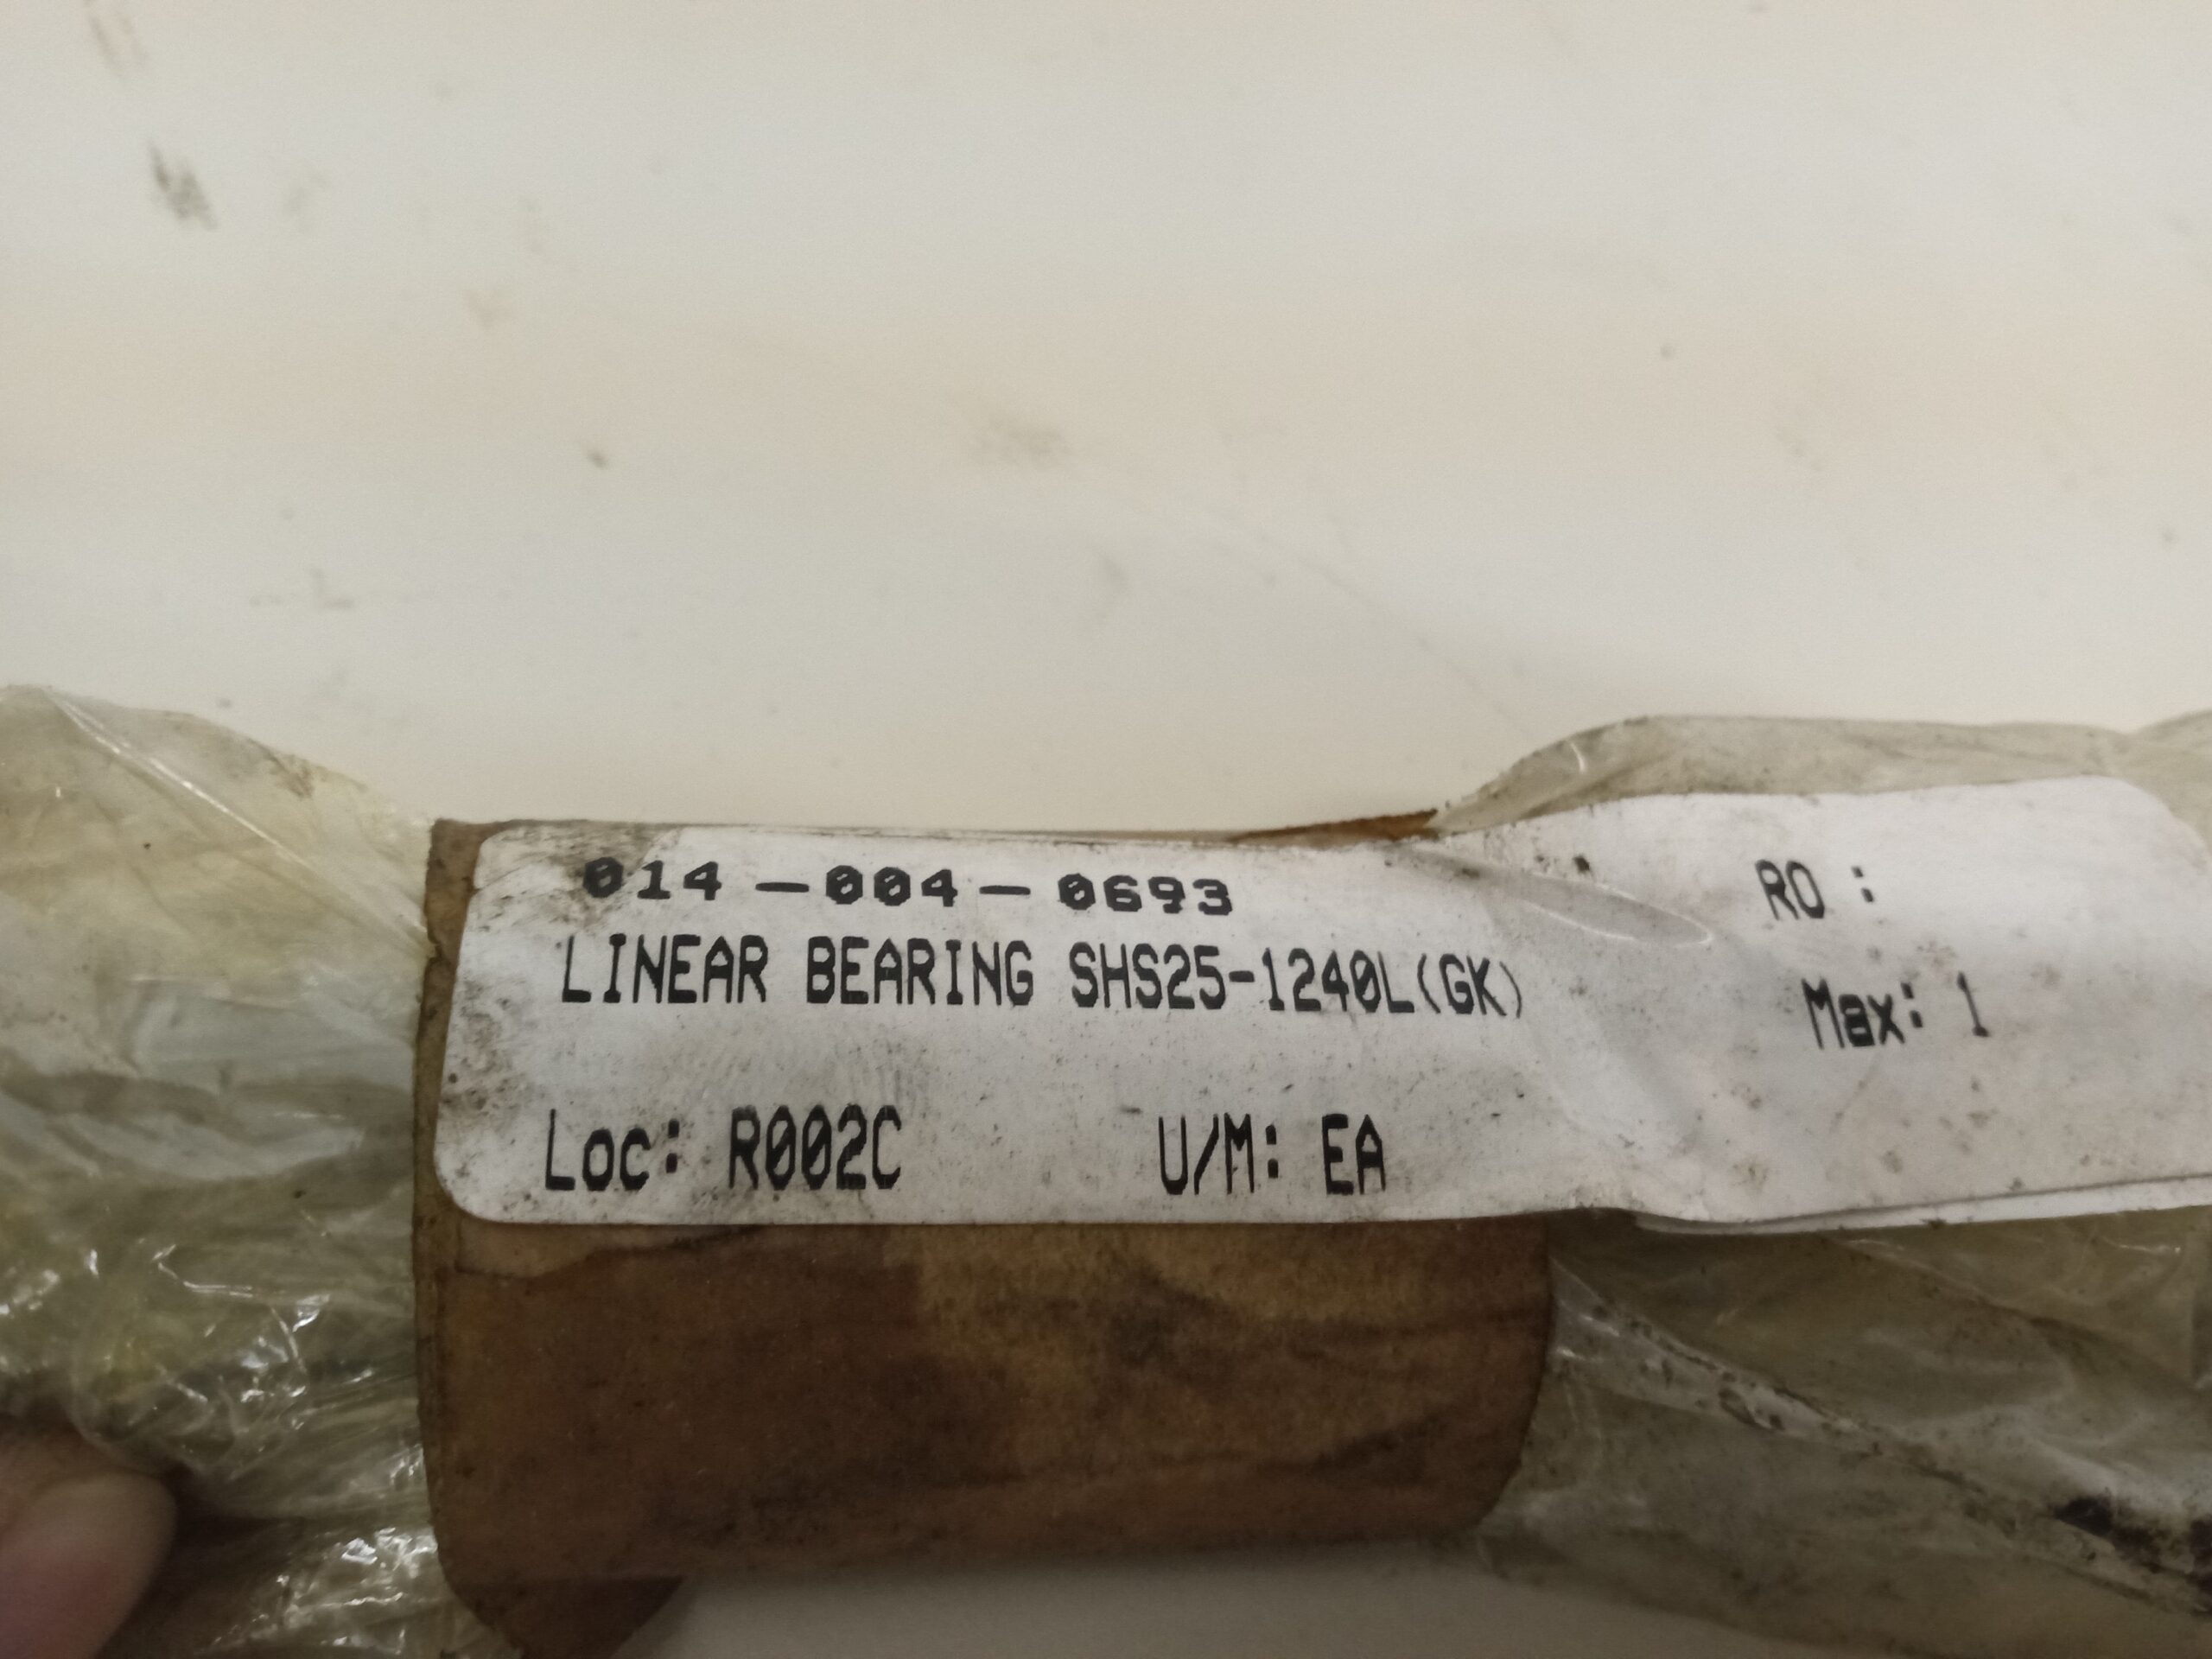 014-004-0693
LINEAR BEARING SHS25-1240L(GK)
Loc: R002C U/M: EA
RO :
Max: 1